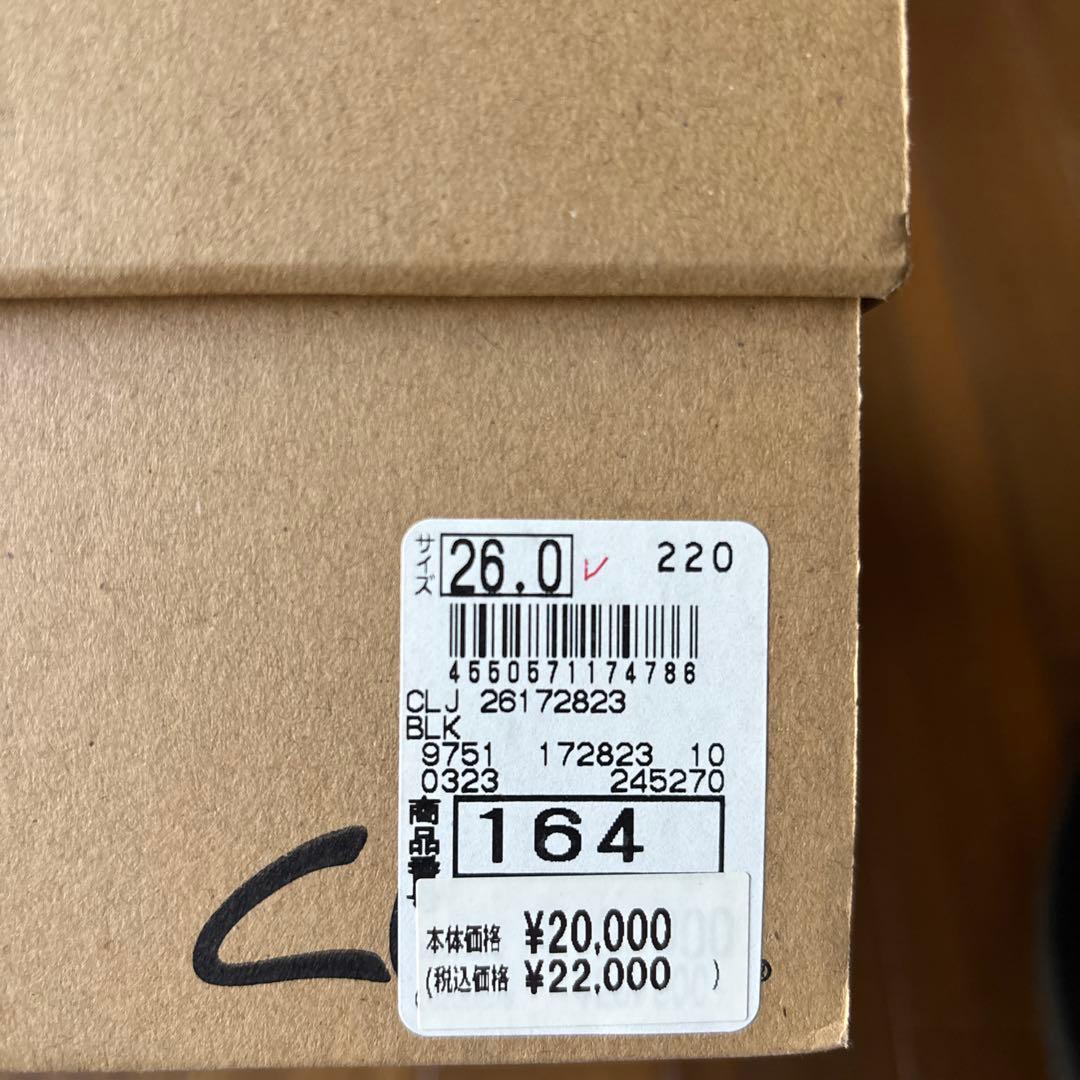 サイズ 26.0 レ 220
4550571174786
CLJ 26172823
BLK
9751 172823 10
0323 245270
商品番 164
本体価格 ¥20,000
(税込価格 ¥22,000 )